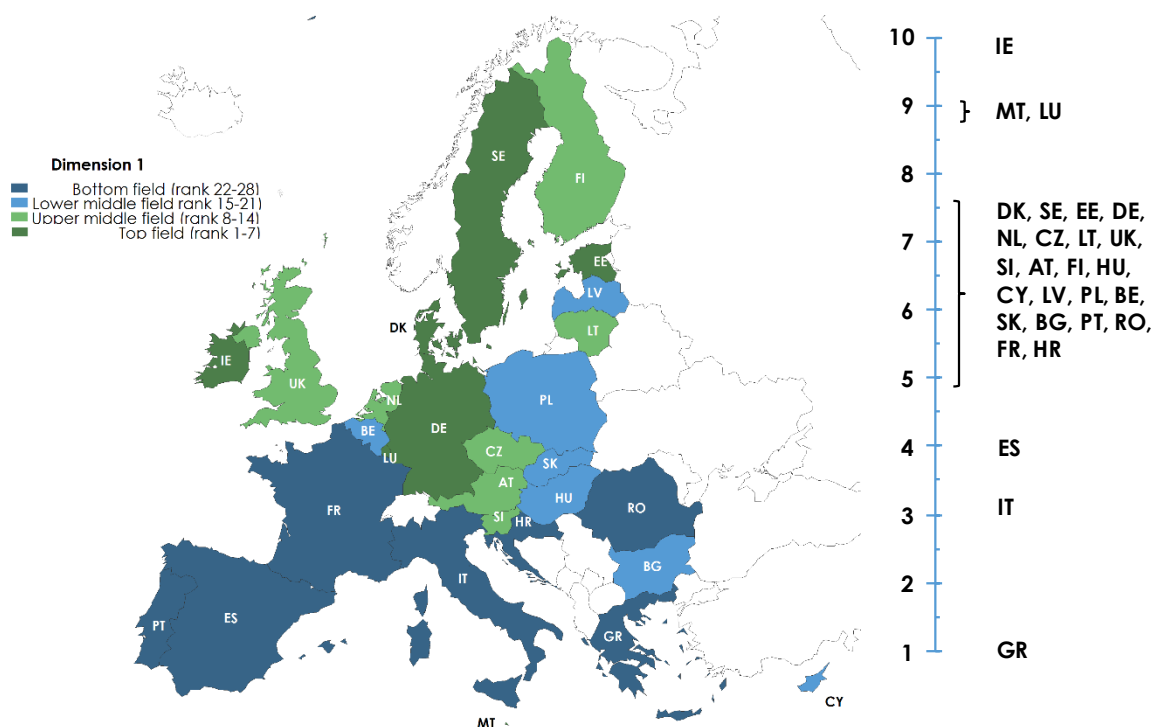 Dimension 1
Bottom field (rank 22-28)
Lower middle field rank 15-21)
Upper middle field (rank 8-14)
Top field (rank 1-7)
SE
FI
EE
LV
LT
DK
IE
UK
NL
BE
LU
DE
PL
CZ
SK
AT
HU
SI
HR
RO
FR
IT
BG
PT
ES
GR
MT
CY
10
9
8
7
6
5
4
3
2
1
IE
MT, LU
DK, SE, EE, DE,
NL, CZ, LT, UK,
SI, AT, FI, HU,
CY, LV, PL, BE,
SK, BG, PT, RO,
FR, HR
ES
IT
GR